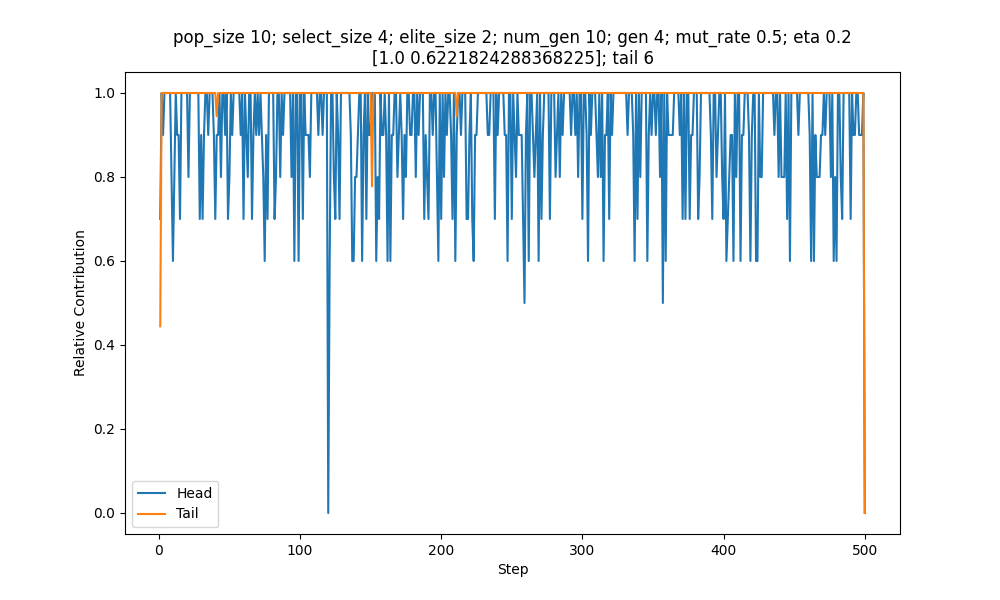 pop_size 10; select_size 4; elite_size 2; num_gen 10; gen 4; mut_rate 0.5; eta 0.2
[1.0 0.6221824288368225]; tail 6
1.0
0.8
0.6
0.4
0.2
0.0
Relative Contribution
Head
Tail
0
100
200
300
400
500
Step